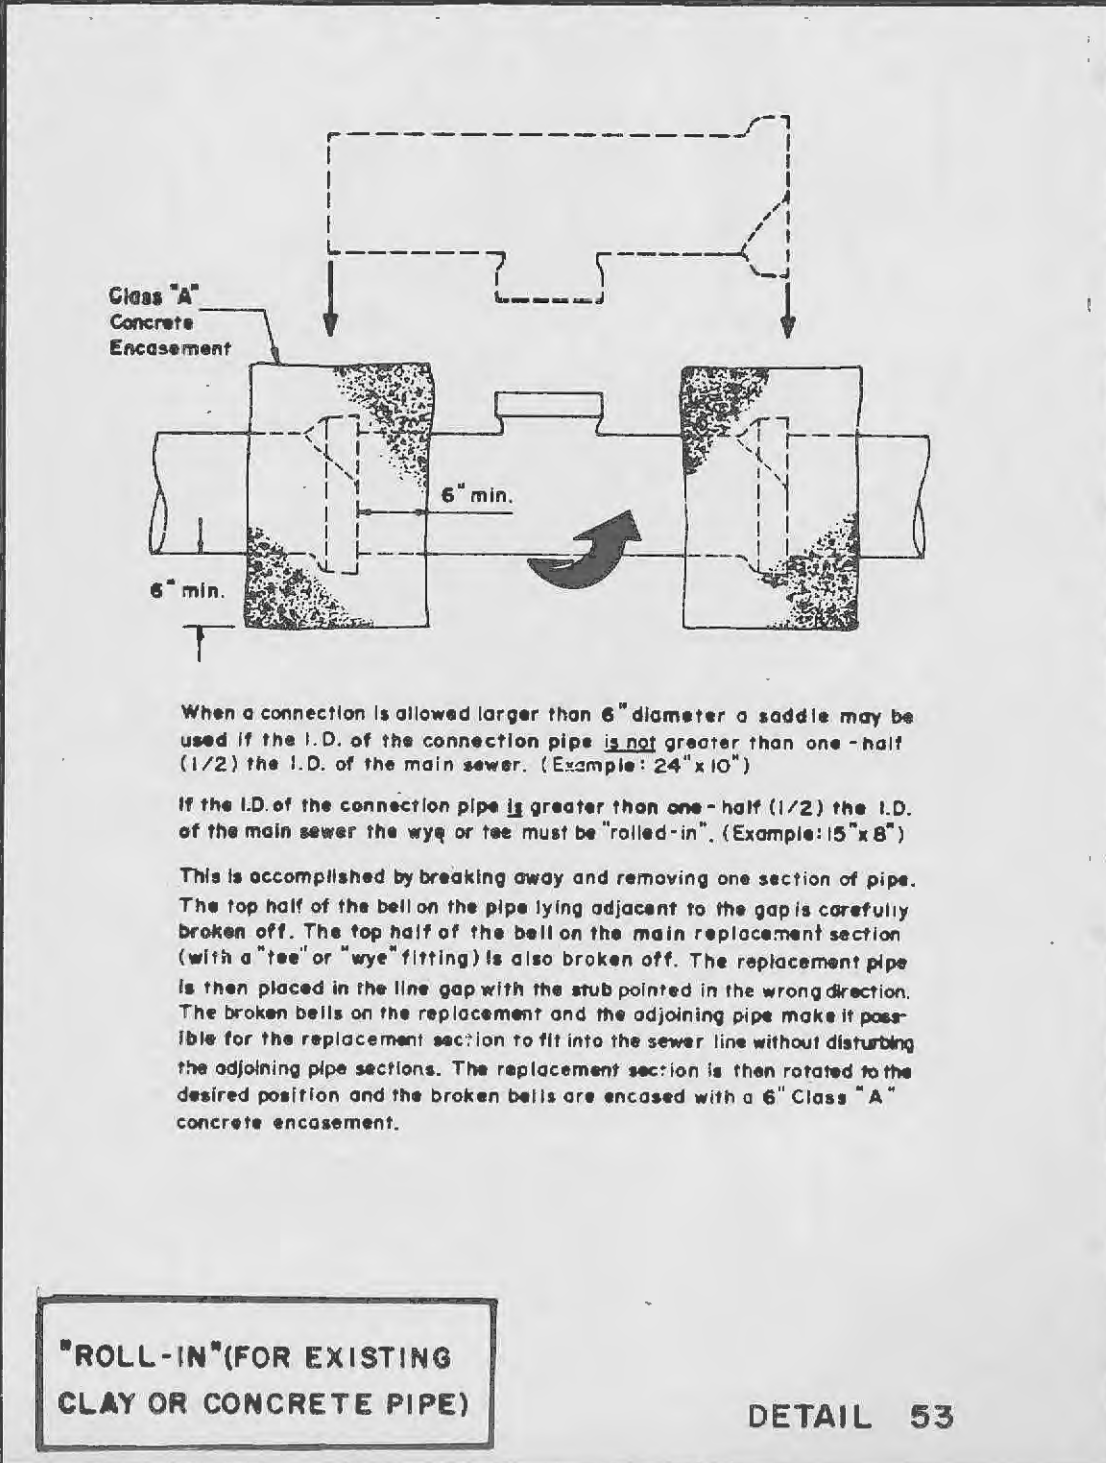 Class "A"
Concrete
Encasement
6" min.
6" min.
When a connection is allowed larger than 6" diameter a saddle may be
used if the I.D. of the connection pipe is not greater than one-half
(1/2) the I.D. of the main sewer. (Example: 24"x 10")
If the I.D. of the connection pipe is greater than one-half (1/2) the I.D.
of the main sewer the wye or tee must be "rolled-in". (Example: 15"x 8")
This is accomplished by breaking away and removing one section of pipe.
The top half of the bell on the pipe lying adjacent to the gap is carefully
broken off. The top half of the bell on the main replacement section
(with a "tee" or "wye" fitting) is also broken off. The replacement pipe
is then placed in the line gap with the stub pointed in the wrong direction.
The broken bells on the replacement and the adjoining pipe make it poss-
ible for the replacement section to fit into the sewer line without disturbing
the adjoining pipe sections. The replacement section is then rotated to the
desired position and the broken bells are encased with a 6" Class "A"
concrete encasement.
"ROLL-IN"(FOR EXISTING
CLAY OR CONCRETE PIPE)
DETAIL 53